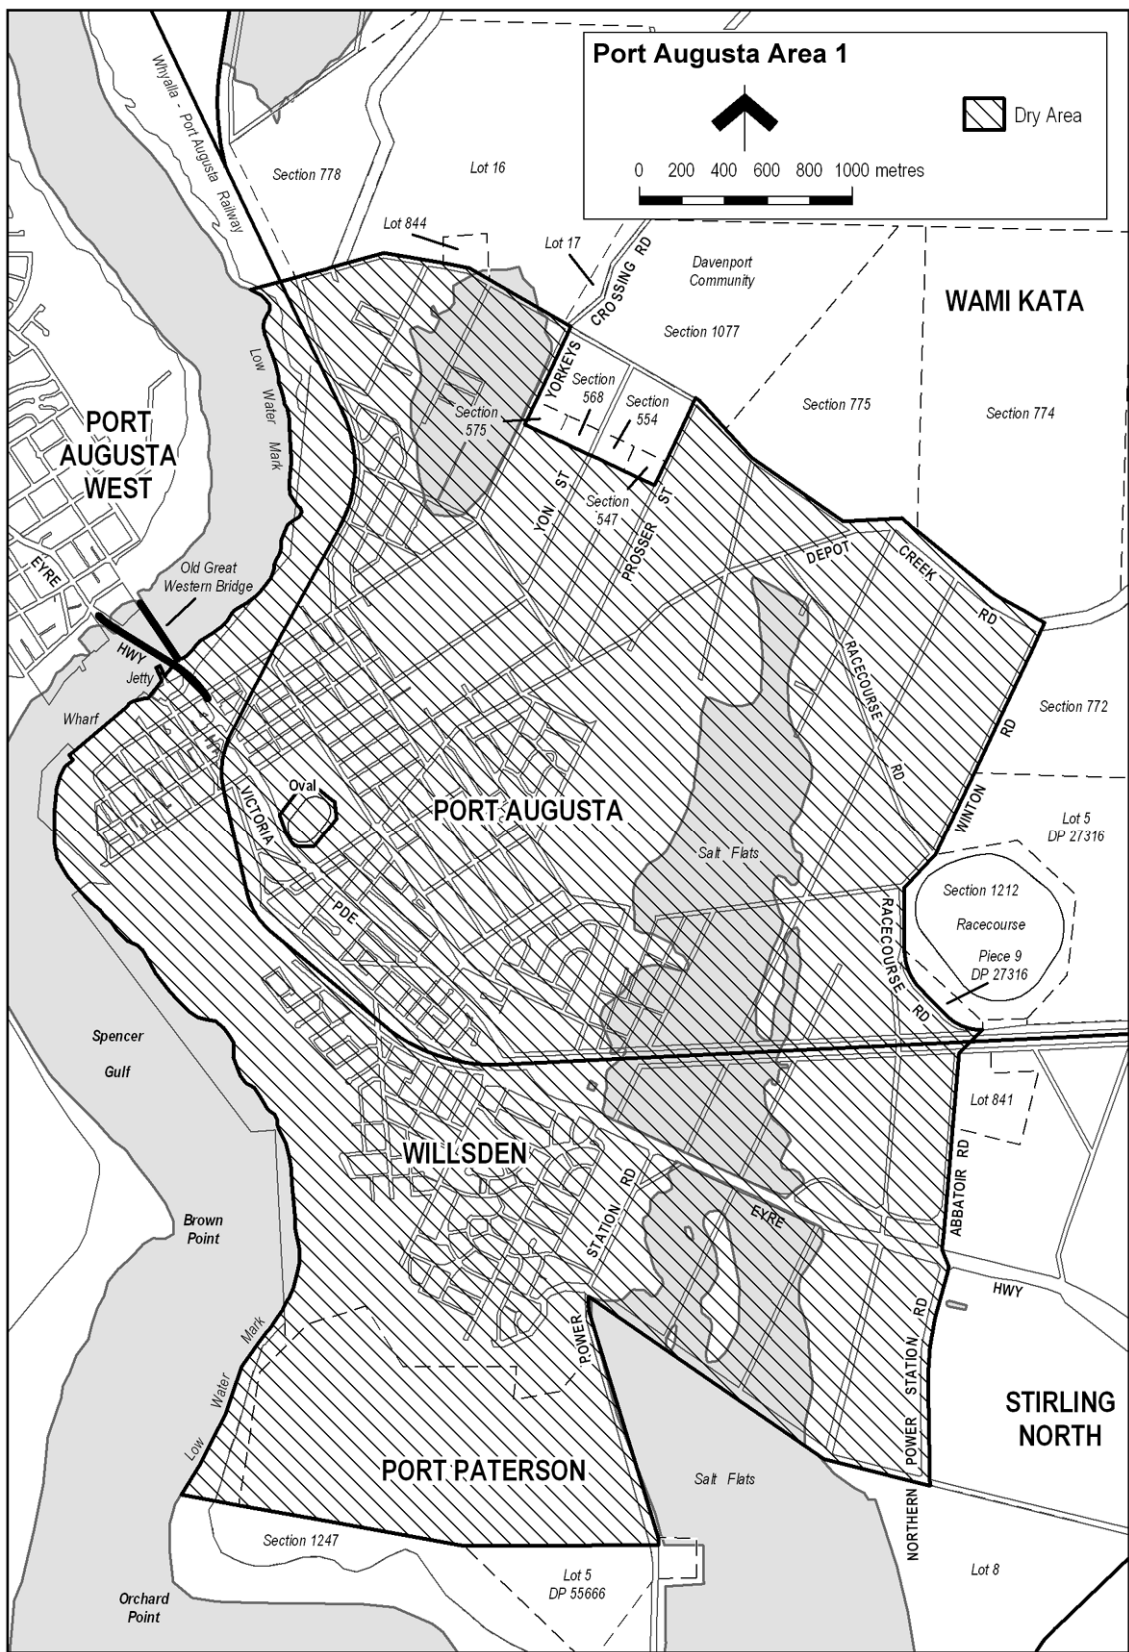 Port Augusta Area 1
Dry Area
0 200 400 600 800 1000 metres
Whyalla - Port Augusta Railway
Section 778
Lot 16
Lot 844
Lot 17
CROSSING RD
Davenport
Community
WAMI KATA
Section 1077
Low Water Mark
YORKEYS
Section
568
Section
554
Section
575
Section 775
Section 774
PORT
AUGUSTA
WEST
YON ST
Section
547
PROSSER ST
EYRE
Old Great
Western Bridge
DEPOT
CREEK
RD
HWY
Jetty
RACECOURSE
RD
Wharf
Section 772
WINTON
RD
Oval
VICTORIA
PORT AUGUSTA
Lot 5
DP 27316
Salt Flats
Section 1212
PDE
RACECOURSE RD
Racecourse
Piece 9
DP 27316
Spencer
Gulf
Lot 841
WILLSDEN
STATION RD
ABBATOIR RD
Brown
Point
EYRE
HWY
Low Water Mark
POWER
NORTHERN POWER STATION RD
STIRLING
NORTH
PORT PATERSON
Salt Flats
Section 1247
Lot 5
DP 55666
Lot 8
Orchard
Point